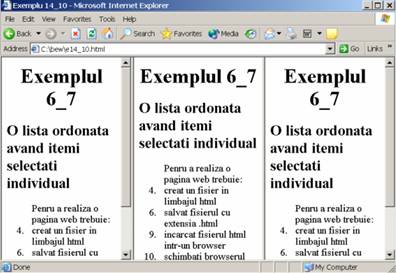 Exemplu 14_10 - Microsoft Internet Explorer
File Edit View Favorites Tools Help
Back Search Favorites Media
Address C:\bew\e14_10.html Go Links »
Exemplul
6_7
O lista ordonata
avand itemi
selectati
individual
Penru a realiza o
pagina web trebuie:
4. creat un fisier in
limbajul html
6. salvat fisierul cu
Exemplul 6_7
O lista ordonata
avand itemi
selectati individual
Penru a realiza o
pagina web trebuie:
4. creat un fisier in
limbajul html
6. salvat fisierul cu
extensia .html
9. incarcat fisierul html
intr-un browser
10. schimbati browserul
Exemplul
6_7
O lista ordonata
avand itemi
selectati
individual
Penru a realiza o
pagina web trebuie:
4. creat un fisier in
limbajul html
6. salvat fisierul cu
Done My Computer